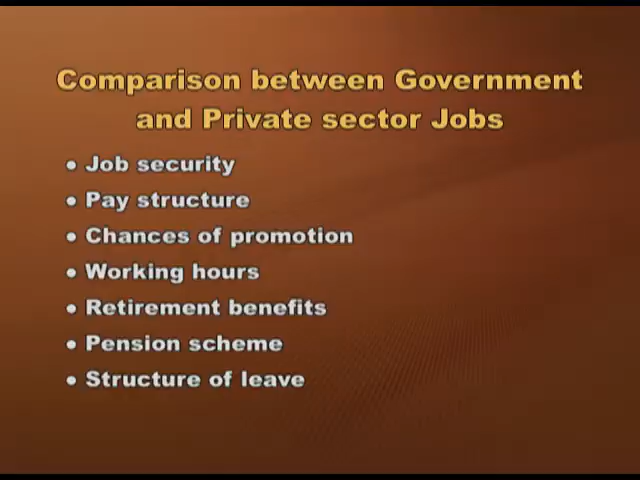 Comparison between Government
and Private sector Jobs
• Job security
• Pay structure
• Chances of promotion
• Working hours
• Retirement benefits
• Pension scheme
• Structure of leave